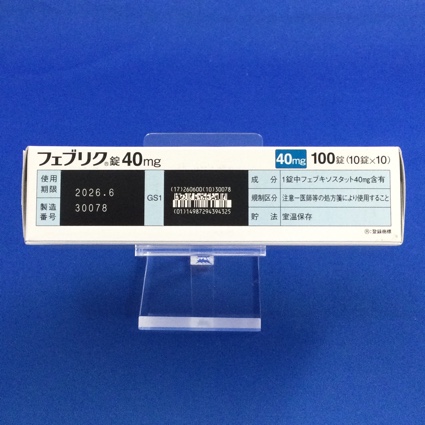 フェブリク®錠40mg
40mg 100錠(10錠×10)
使用期限 2026.6
製造番号 30078
GS1
(17)260600(10)30078
(01)14987294394325
成分 1錠中フェブキソスタット40mg含有
規制区分 注意-医師等の処方箋により使用すること
貯法 室温保存
®:登録商標